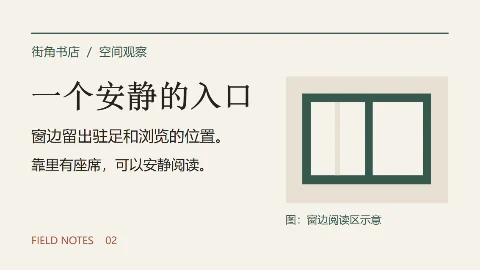 街角书店 / 空间观察
一个安静的入口
窗边留出驻足和浏览的位置。
靠里有座席，可以安静阅读。
图：窗边阅读区示意
FIELD NOTES 02